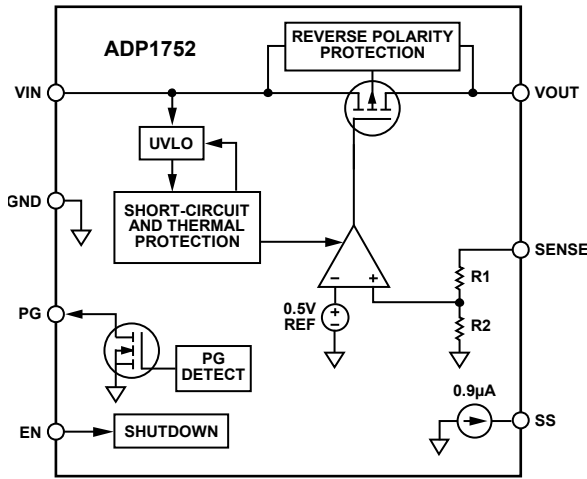 ADP1752
REVERSE POLARITY
PROTECTION
VIN
VOUT
UVLO
GND
SHORT-CIRCUIT
AND THERMAL
PROTECTION
SENSE
R1
–
+
0.5V
REF
+
–
R2
PG
PG
DETECT
0.9µA
EN
SHUTDOWN
SS